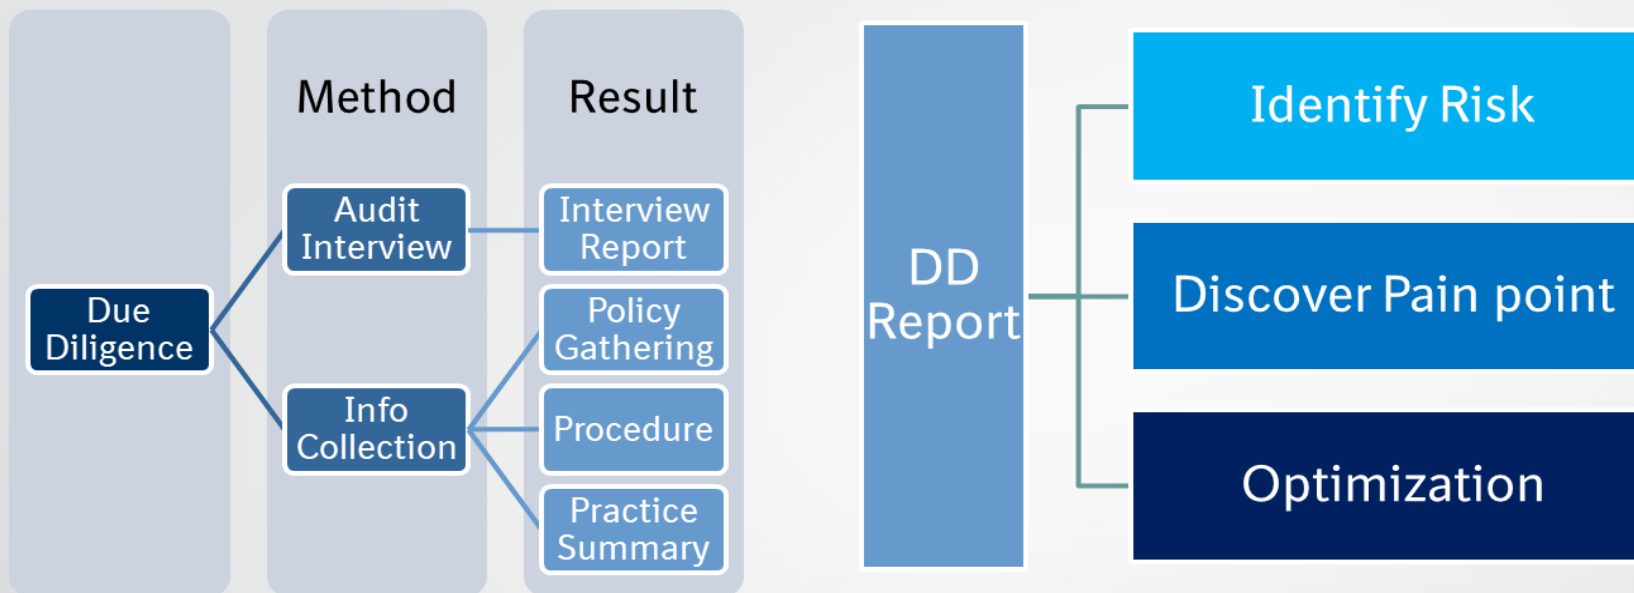 Method
Result
Due
Diligence
Audit
Interview
Info
Collection
Interview
Report
Policy
Gathering
Procedure
Practice
Summary
DD
Report
Identify Risk
Discover Pain point
Optimization